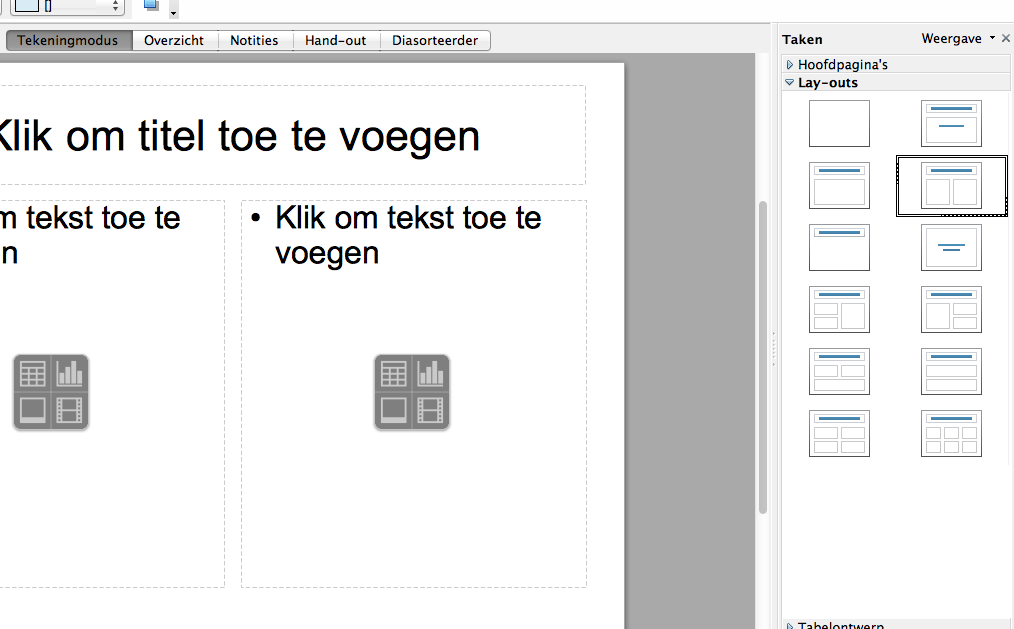 Tekeningmodus Overzicht Notities Hand-out Diasorteerder
Taken Weergave
Hoofdpagina's
Lay-outs
Klik om titel toe te voegen
m tekst toe te
n
• Klik om tekst toe te
voegen
Tabelontwerp